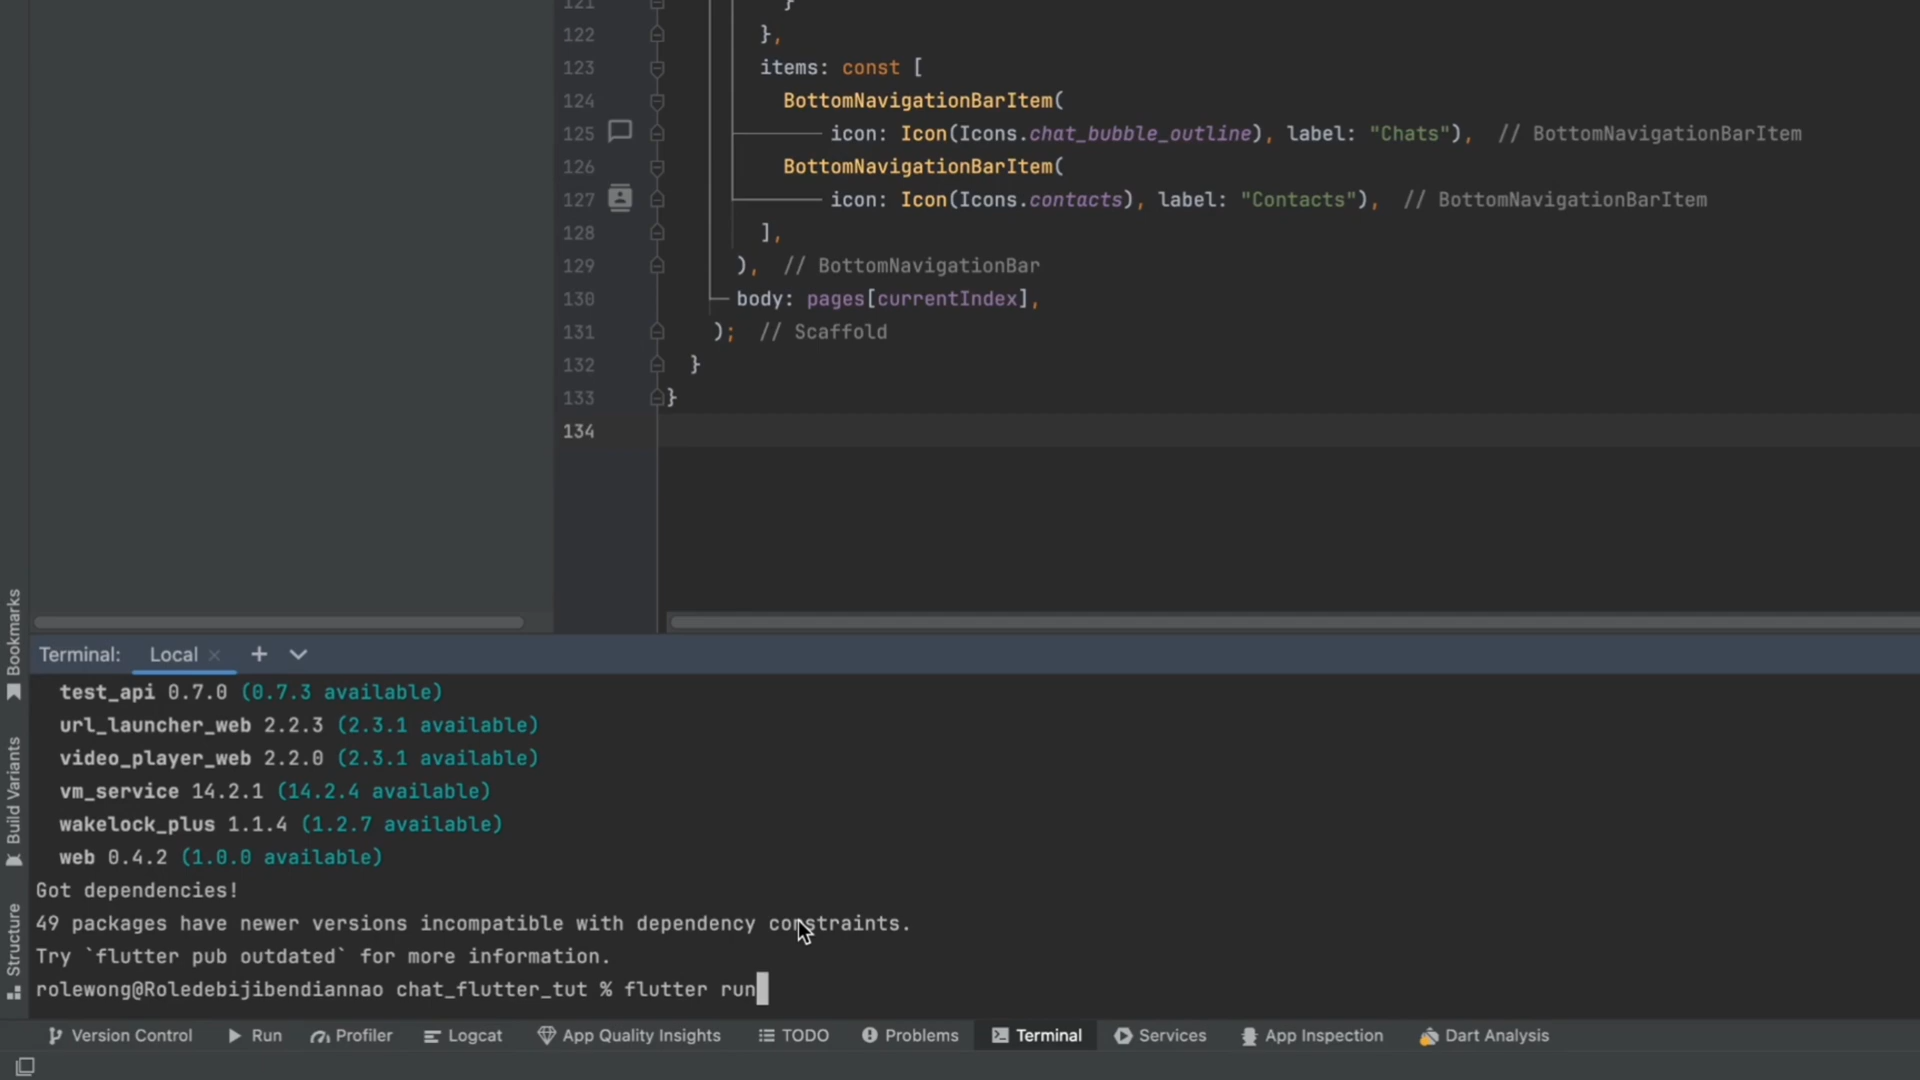 121 }
122 },
123 items: const [
124 BottomNavigationBarItem(
125 icon: Icon(Icons.chat_bubble_outline), label: "Chats"), // BottomNavigationBarItem
126 BottomNavigationBarItem(
127 icon: Icon(Icons.contacts), label: "Contacts"), // BottomNavigationBarItem
128 ],
129 ), // BottomNavigationBar
130 body: pages[currentIndex],
131 ); // Scaffold
132 }
133 }
134
Bookmarks
Build Variants
Structure
Terminal: Local
test_api 0.7.0 (0.7.3 available)
url_launcher_web 2.2.3 (2.3.1 available)
video_player_web 2.2.0 (2.3.1 available)
vm_service 14.2.1 (14.2.4 available)
wakelock_plus 1.1.4 (1.2.7 available)
web 0.4.2 (1.0.0 available)
Got dependencies!
49 packages have newer versions incompatible with dependency constraints.
Try `flutter pub outdated` for more information.
rolewong@Roledebijibendiannao chat_flutter_tut % flutter run
Version Control Run Profiler Logcat App Quality Insights TODO Problems Terminal Services App Inspection Dart Analysis